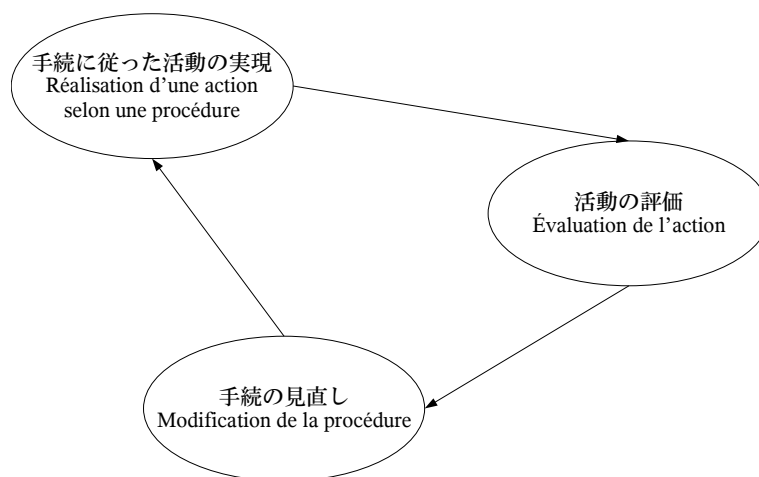 手続に従った活動の実現
Réalisation d’une action
selon une procédure
活動の評価
Évaluation de l’action
手続の見直し
Modification de la procédure